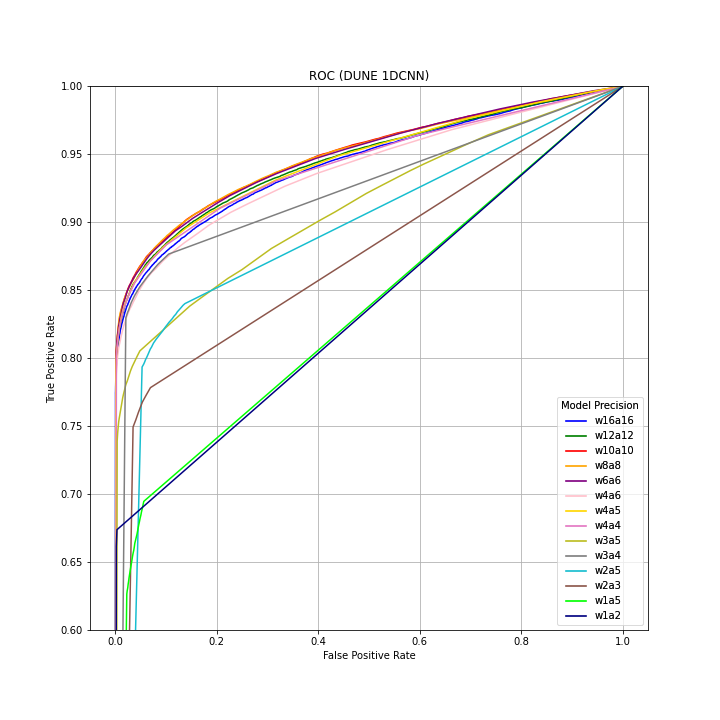 ROC (DUNE 1DCNN)
1.00
0.95
0.90
0.85
0.80
0.75
0.70
0.65
0.60
True Positive Rate
0.0 0.2 0.4 0.6 0.8 1.0
False Positive Rate
Model Precision
w16a16
w12a12
w10a10
w8a8
w6a6
w4a6
w4a5
w4a4
w3a5
w3a4
w2a5
w2a3
w1a5
w1a2